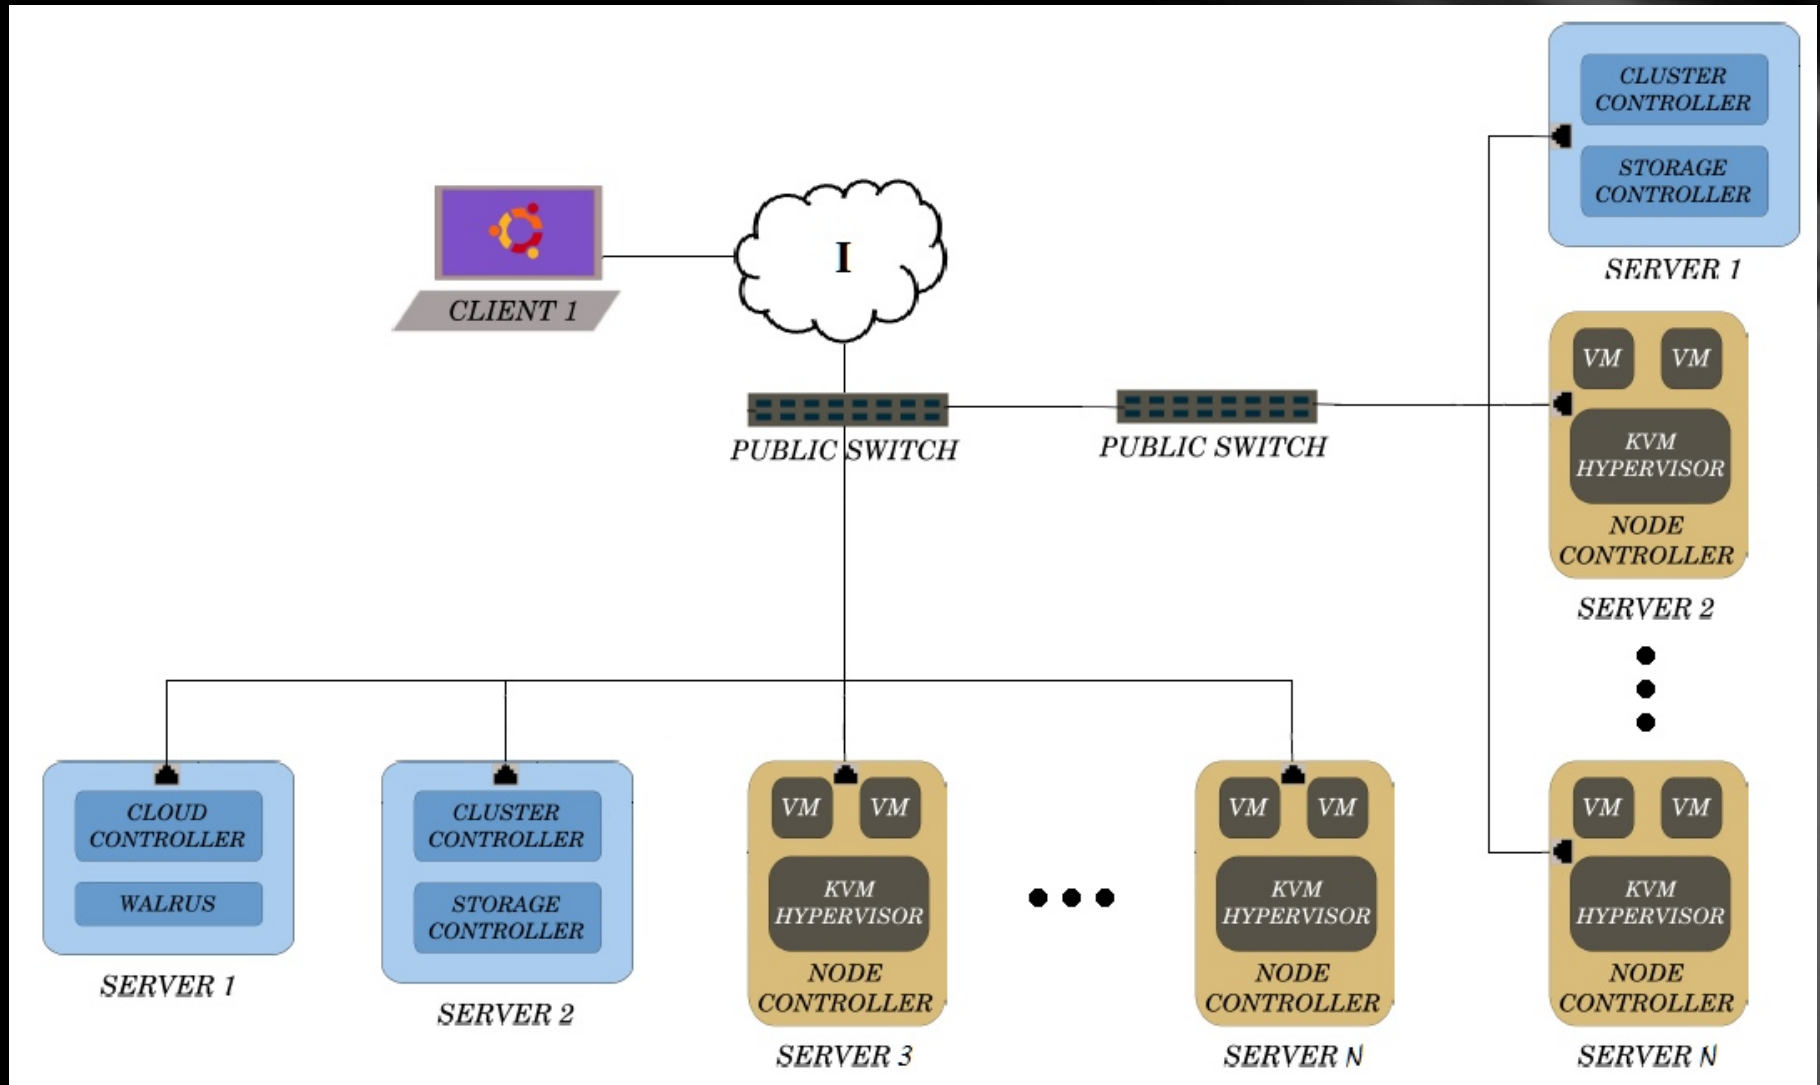 CLUSTER
CONTROLLER
STORAGE
CONTROLLER
SERVER 1
CLIENT 1
I
PUBLIC SWITCH
PUBLIC SWITCH
VM VM
KVM
HYPERVISOR
NODE
CONTROLLER
SERVER 2
CLOUD
CONTROLLER
WALRUS
SERVER 1
CLUSTER
CONTROLLER
STORAGE
CONTROLLER
SERVER 2
VM VM
KVM
HYPERVISOR
NODE
CONTROLLER
SERVER 3
VM VM
KVM
HYPERVISOR
NODE
CONTROLLER
SERVER N
VM VM
KVM
HYPERVISOR
NODE
CONTROLLER
SERVER N